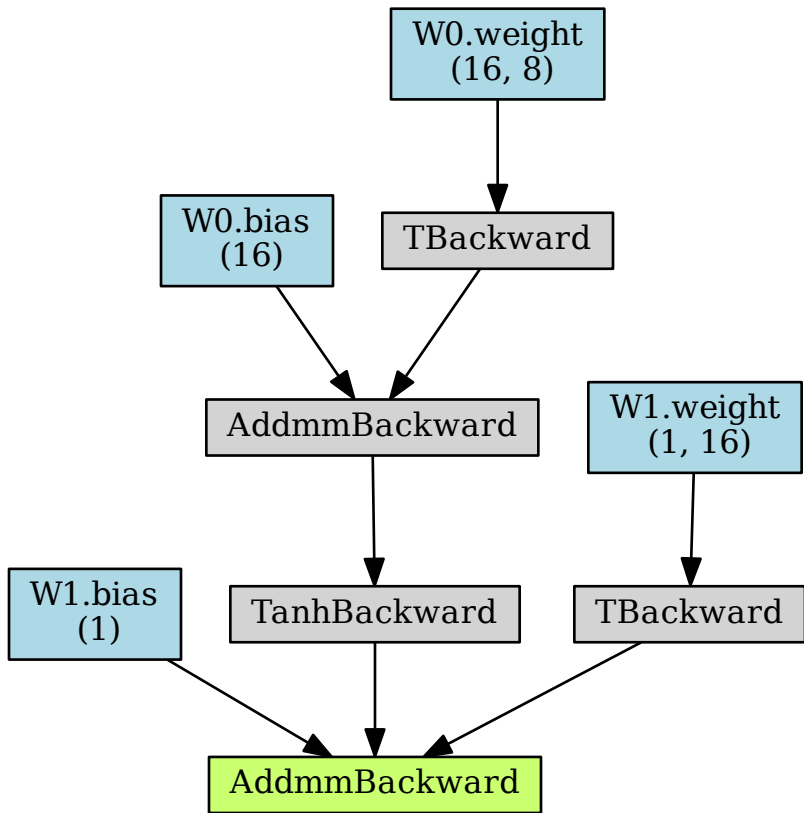 W0.weight
(16, 8)
W0.bias
(16)
TBackward
AddmmBackward
W1.weight
(1, 16)
W1.bias
(1)
TanhBackward
TBackward
AddmmBackward